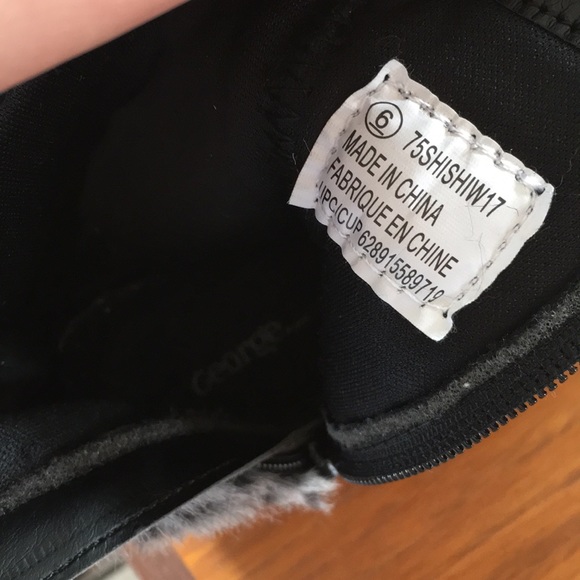 6
75SHISHIW17
MADE IN CHINA
FABRIQUE EN CHINE
UPC/CUP 628915589719
George